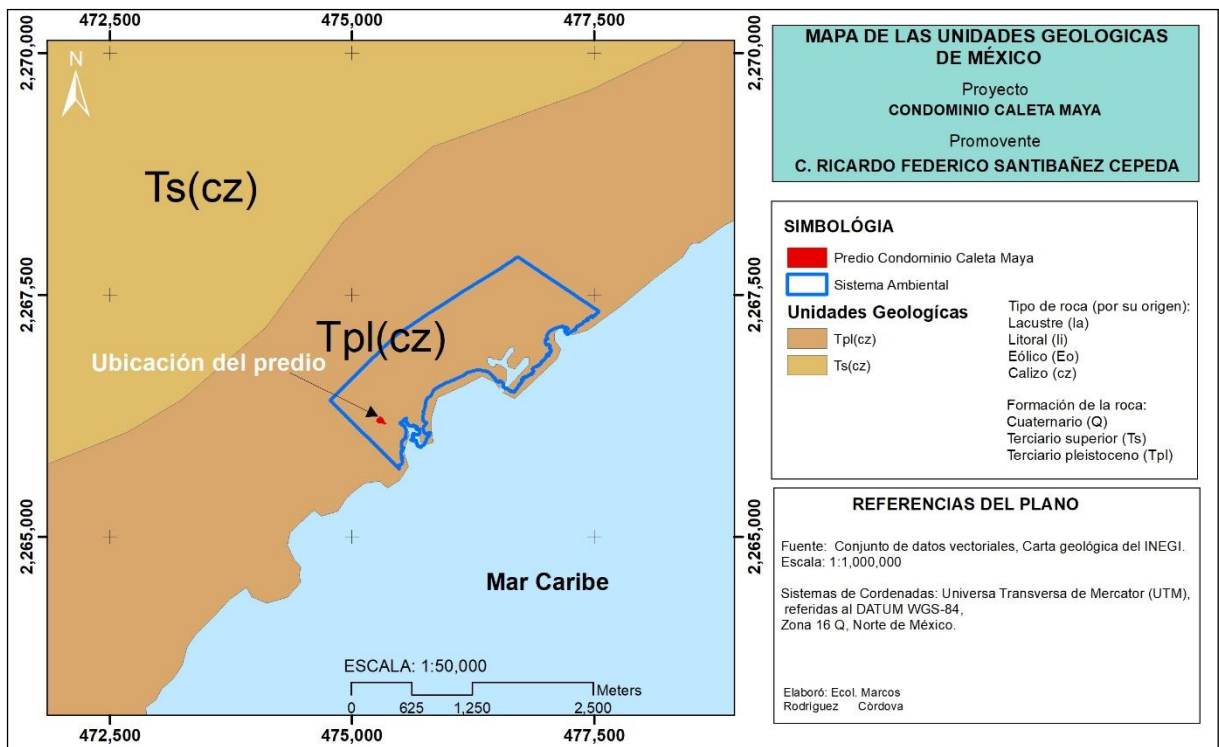 472,500
475,000
477,500
2,270,000
2,270,000
N
Ts(cz)
2,267,500
2,267,500
Tpl(cz)
Ubicación del predio
2,265,000
2,265,000
Mar Caribe
ESCALA: 1:50,000
Meters
0
625
1,250
2,500
472,500
475,000
477,500
MAPA DE LAS UNIDADES GEOLOGICAS
DE MÉXICO
Proyecto
CONDOMINIO CALETA MAYA
Promovente
C. RICARDO FEDERICO SANTIBAÑEZ CEPEDA
SIMBOLÓGIA
Predio Condominio Caleta Maya
Sistema Ambiental
Unidades Geologícas
Tpl(cz)
Ts(cz)
Tipo de roca (por su origen):
Lacustre (la)
Litoral (li)
Eólico (Eo)
Calizo (cz)
Formación de la roca:
Cuaternario (Q)
Terciario superior (Ts)
Terciario pleistoceno (Tpl)
REFERENCIAS DEL PLANO
Fuente: Conjunto de datos vectoriales, Carta geológica del INEGI.
Escala: 1:1,000,000
Sistemas de Cordenadas: Universa Transversa de Mercator (UTM),
referidas al DATUM WGS-84,
Zona 16 Q, Norte de México.
Elaboró: Ecol. Marcos
Rodriguez Còrdova